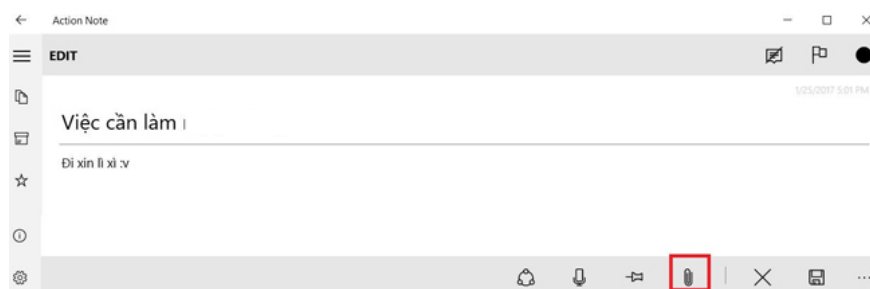 Action Note
EDIT
1/25/2017 5:01 PM
Việc cần làm
Đi xin lì xì :v